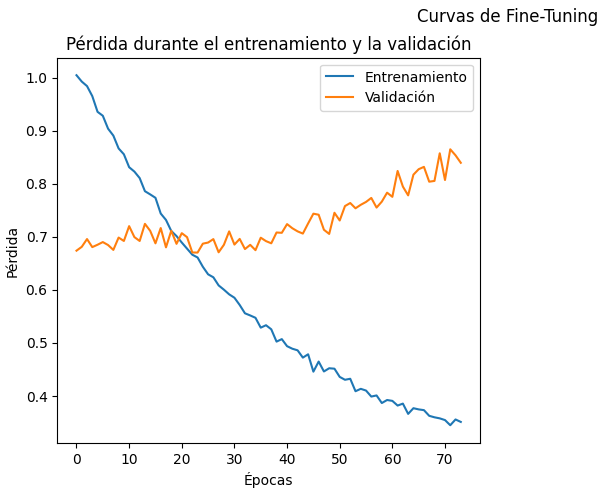 Curvas de Fine-Tuning
Pérdida durante el entrenamiento y la validación
Entrenamiento
Validación
Pérdida
1.0
0.9
0.8
0.7
0.6
0.5
0.4
0 10 20 30 40 50 60 70
Épocas